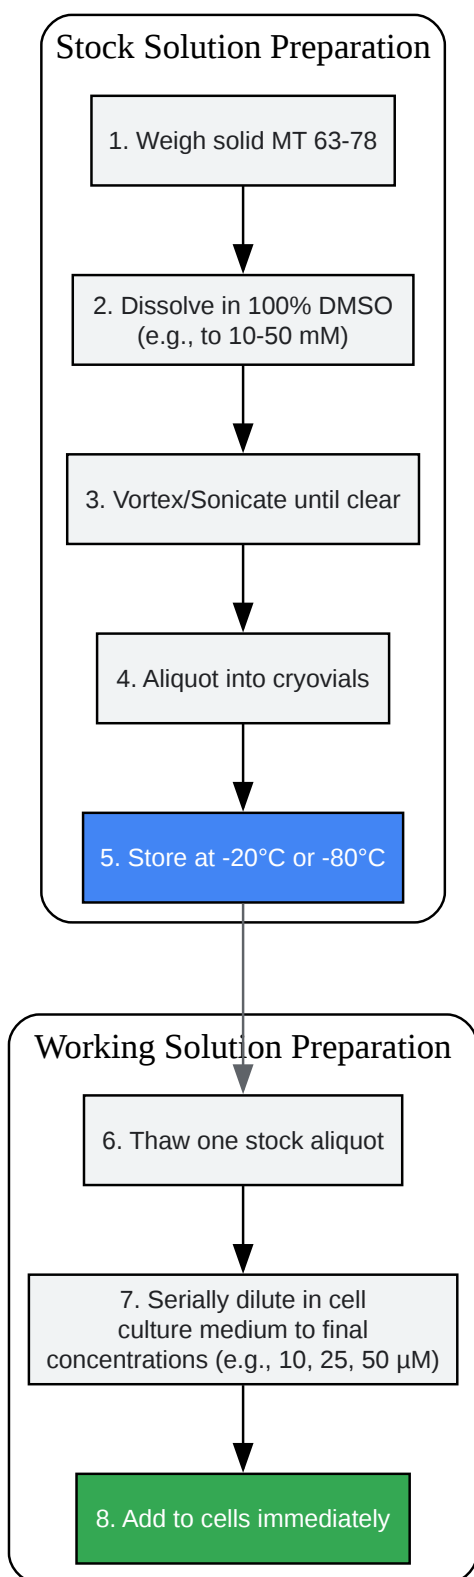 Stock Solution Preparation
1. Weigh solid MT 63-78
2. Dissolve in 100% DMSO
(e.g., to 10-50 mM)
3. Vortex/Sonicate until clear
4. Aliquot into cryovials
5. Store at -20°C or -80°C
Working Solution Preparation
6. Thaw one stock aliquot
7. Serially dilute in cell
culture medium to final
concentrations (e.g., 10, 25, 50 µM)
8. Add to cells immediately